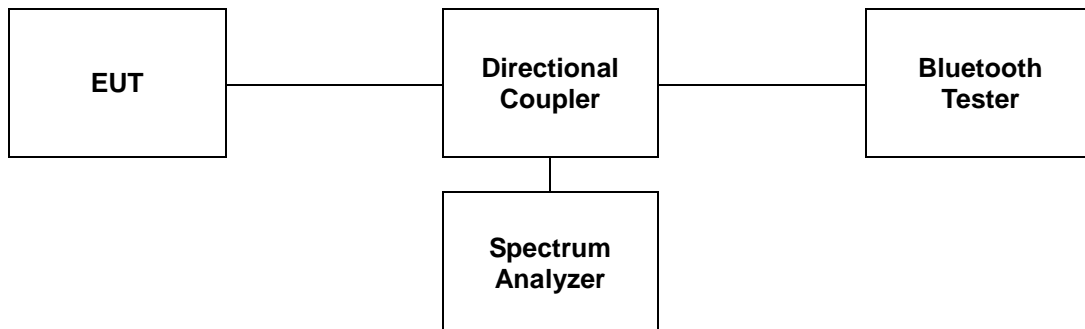 EUT
Directional
Coupler
Bluetooth
Tester
Spectrum
Analyzer